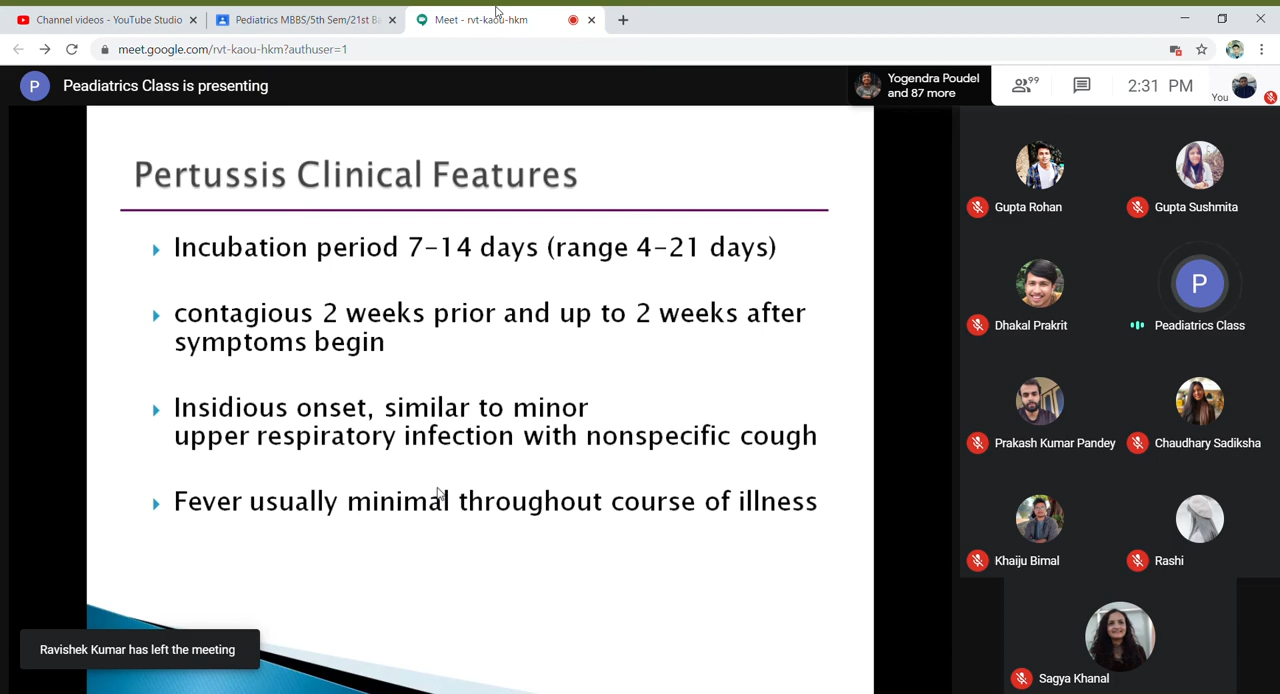 Channel videos - YouTube Studio
Pediatrics MBBS/5th Sem/21st Ba
Meet - rvt-kaou-hkm
meet.google.com/rvt-kaou-hkm?authuser=1
P
Peadiatrics Class is presenting
Yogendra Poudel
and 87 more
99
2:31 PM
You
Pertussis Clinical Features
Incubation period 7-14 days (range 4-21 days)
contagious 2 weeks prior and up to 2 weeks after
symptoms begin
Insidious onset, similar to minor
upper respiratory infection with nonspecific cough
Fever usually minimal throughout course of illness
Ravishek Kumar has left the meeting
Gupta Rohan
Gupta Sushmita
Dhakal Prakrit
P
Peadiatrics Class
Prakash Kumar Pandey
Chaudhary Sadiksha
Khaiju Bimal
Rashi
Sagya Khanal